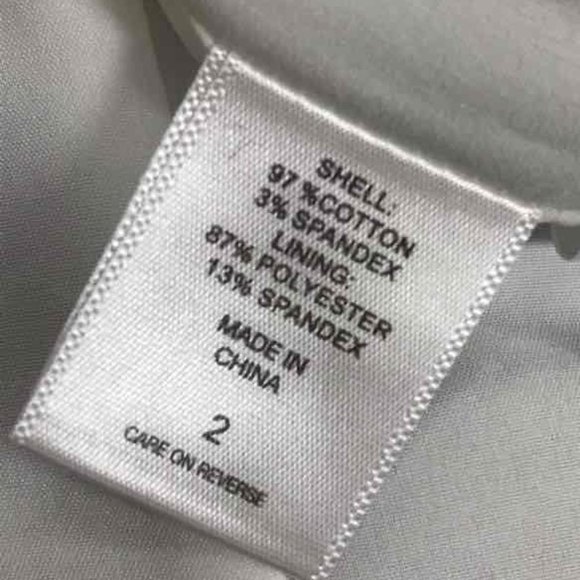 SHELL:
97 %COTTON
3% SPANDEX
LINING:
87% POLYESTER
13% SPANDEX
MADE IN
CHINA
2
CARE ON REVERSE